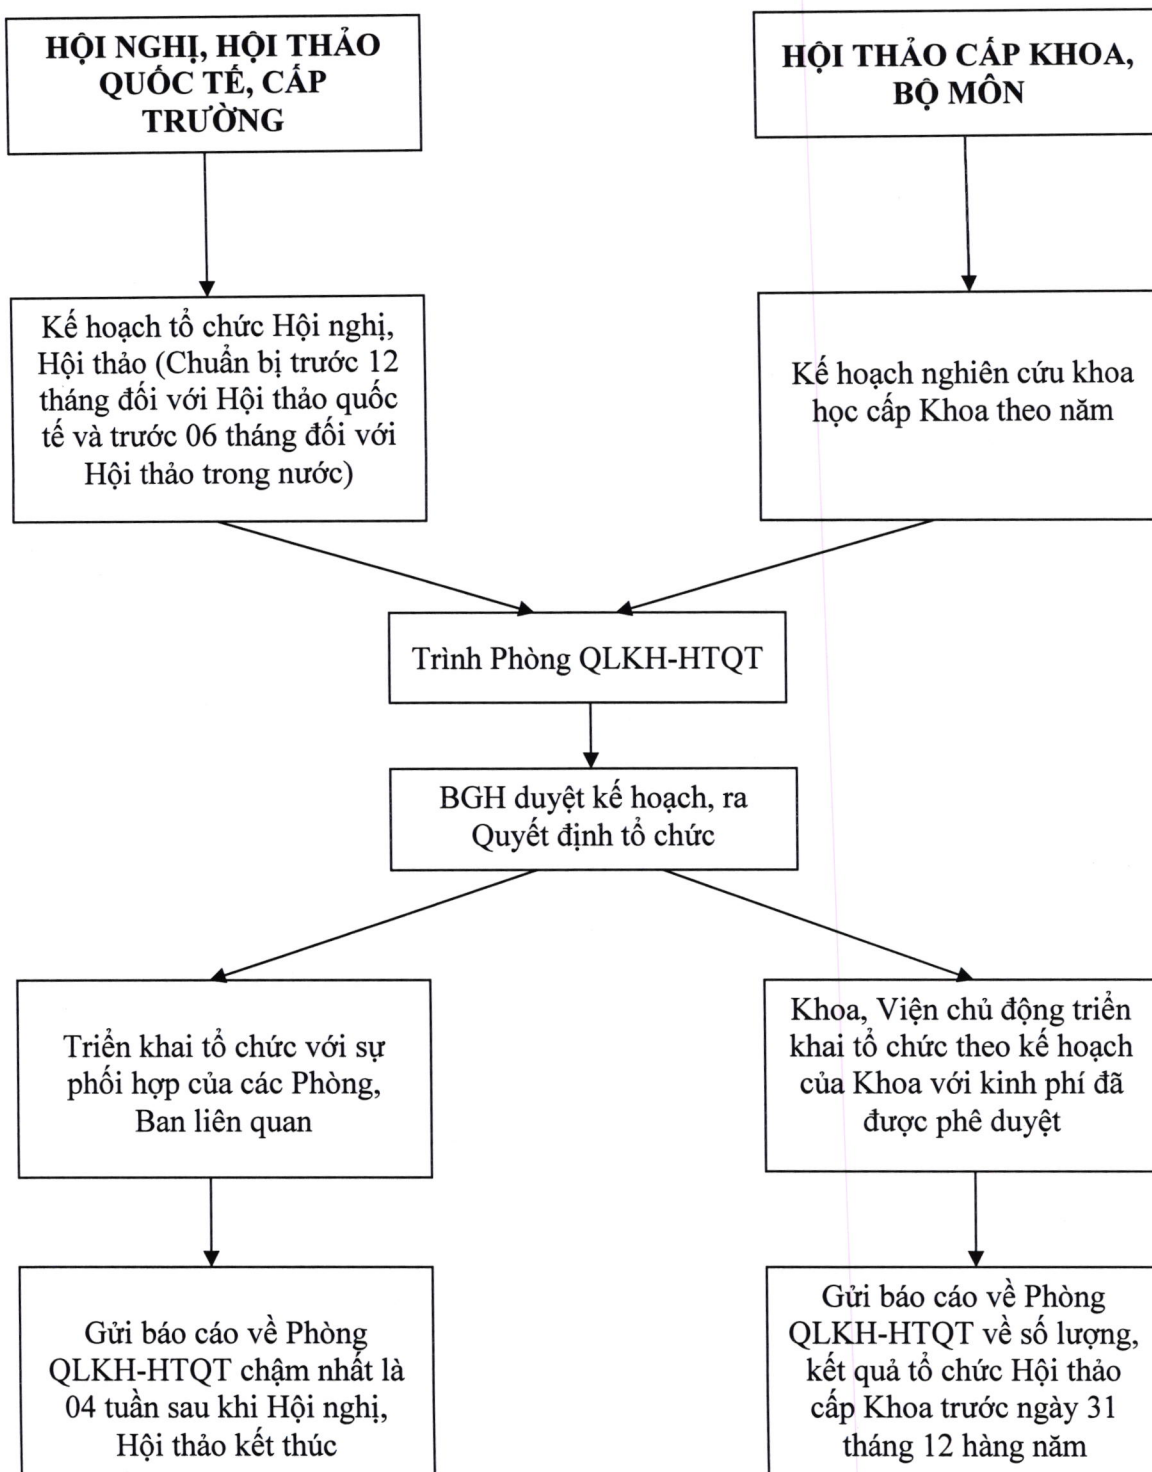 HỘI NGHỊ, HỘI THẢO
QUỐC TẾ, CẤP
TRƯỜNG
HỘI THẢO CẤP KHOA,
BỘ MÔN
Kế hoạch tổ chức Hội nghị,
Hội thảo (Chuẩn bị trước 12
tháng đối với Hội thảo quốc
tế và trước 06 tháng đối với
Hội thảo trong nước)
Kế hoạch nghiên cứu khoa
học cấp Khoa theo năm
Trình Phòng QLKH-HTQT
BGH duyệt kế hoạch, ra
Quyết định tổ chức
Triển khai tổ chức với sự
phối hợp của các Phòng,
Ban liên quan
Khoa, Viện chủ động triển
khai tổ chức theo kế hoạch
của Khoa với kinh phí đã
được phê duyệt
Gửi báo cáo về Phòng
QLKH-HTQT chậm nhất là
04 tuần sau khi Hội nghị,
Hội thảo kết thúc
Gửi báo cáo về Phòng
QLKH-HTQT về số lượng,
kết quả tổ chức Hội thảo
cấp Khoa trước ngày 31
tháng 12 hàng năm